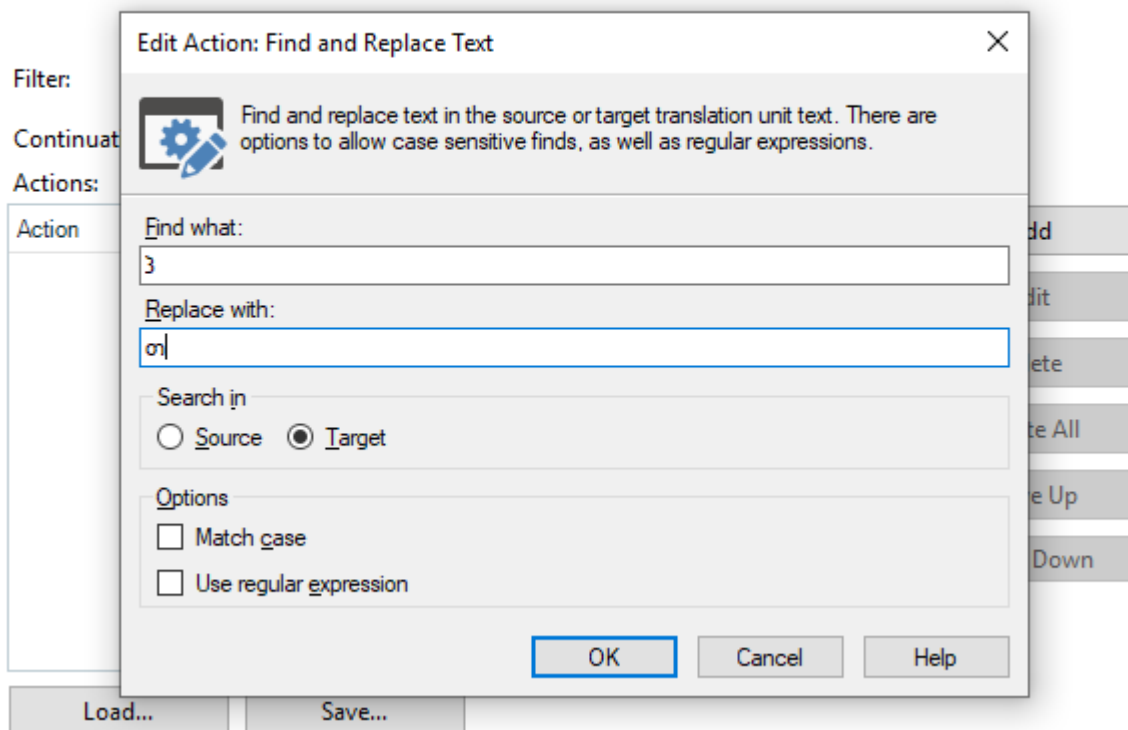 Edit Action: Find and Replace Text
Filter:
Find and replace text in the source or target translation unit text. There are
options to allow case sensitive finds, as well as regular expressions.
Continuat
Actions:
Action
Find what:
dd
dit
Replace with:
ete
Search in
Source Target
te All
Options
e Up
Match case
Down
Use regular expression
OK Cancel Help
Load... Save...